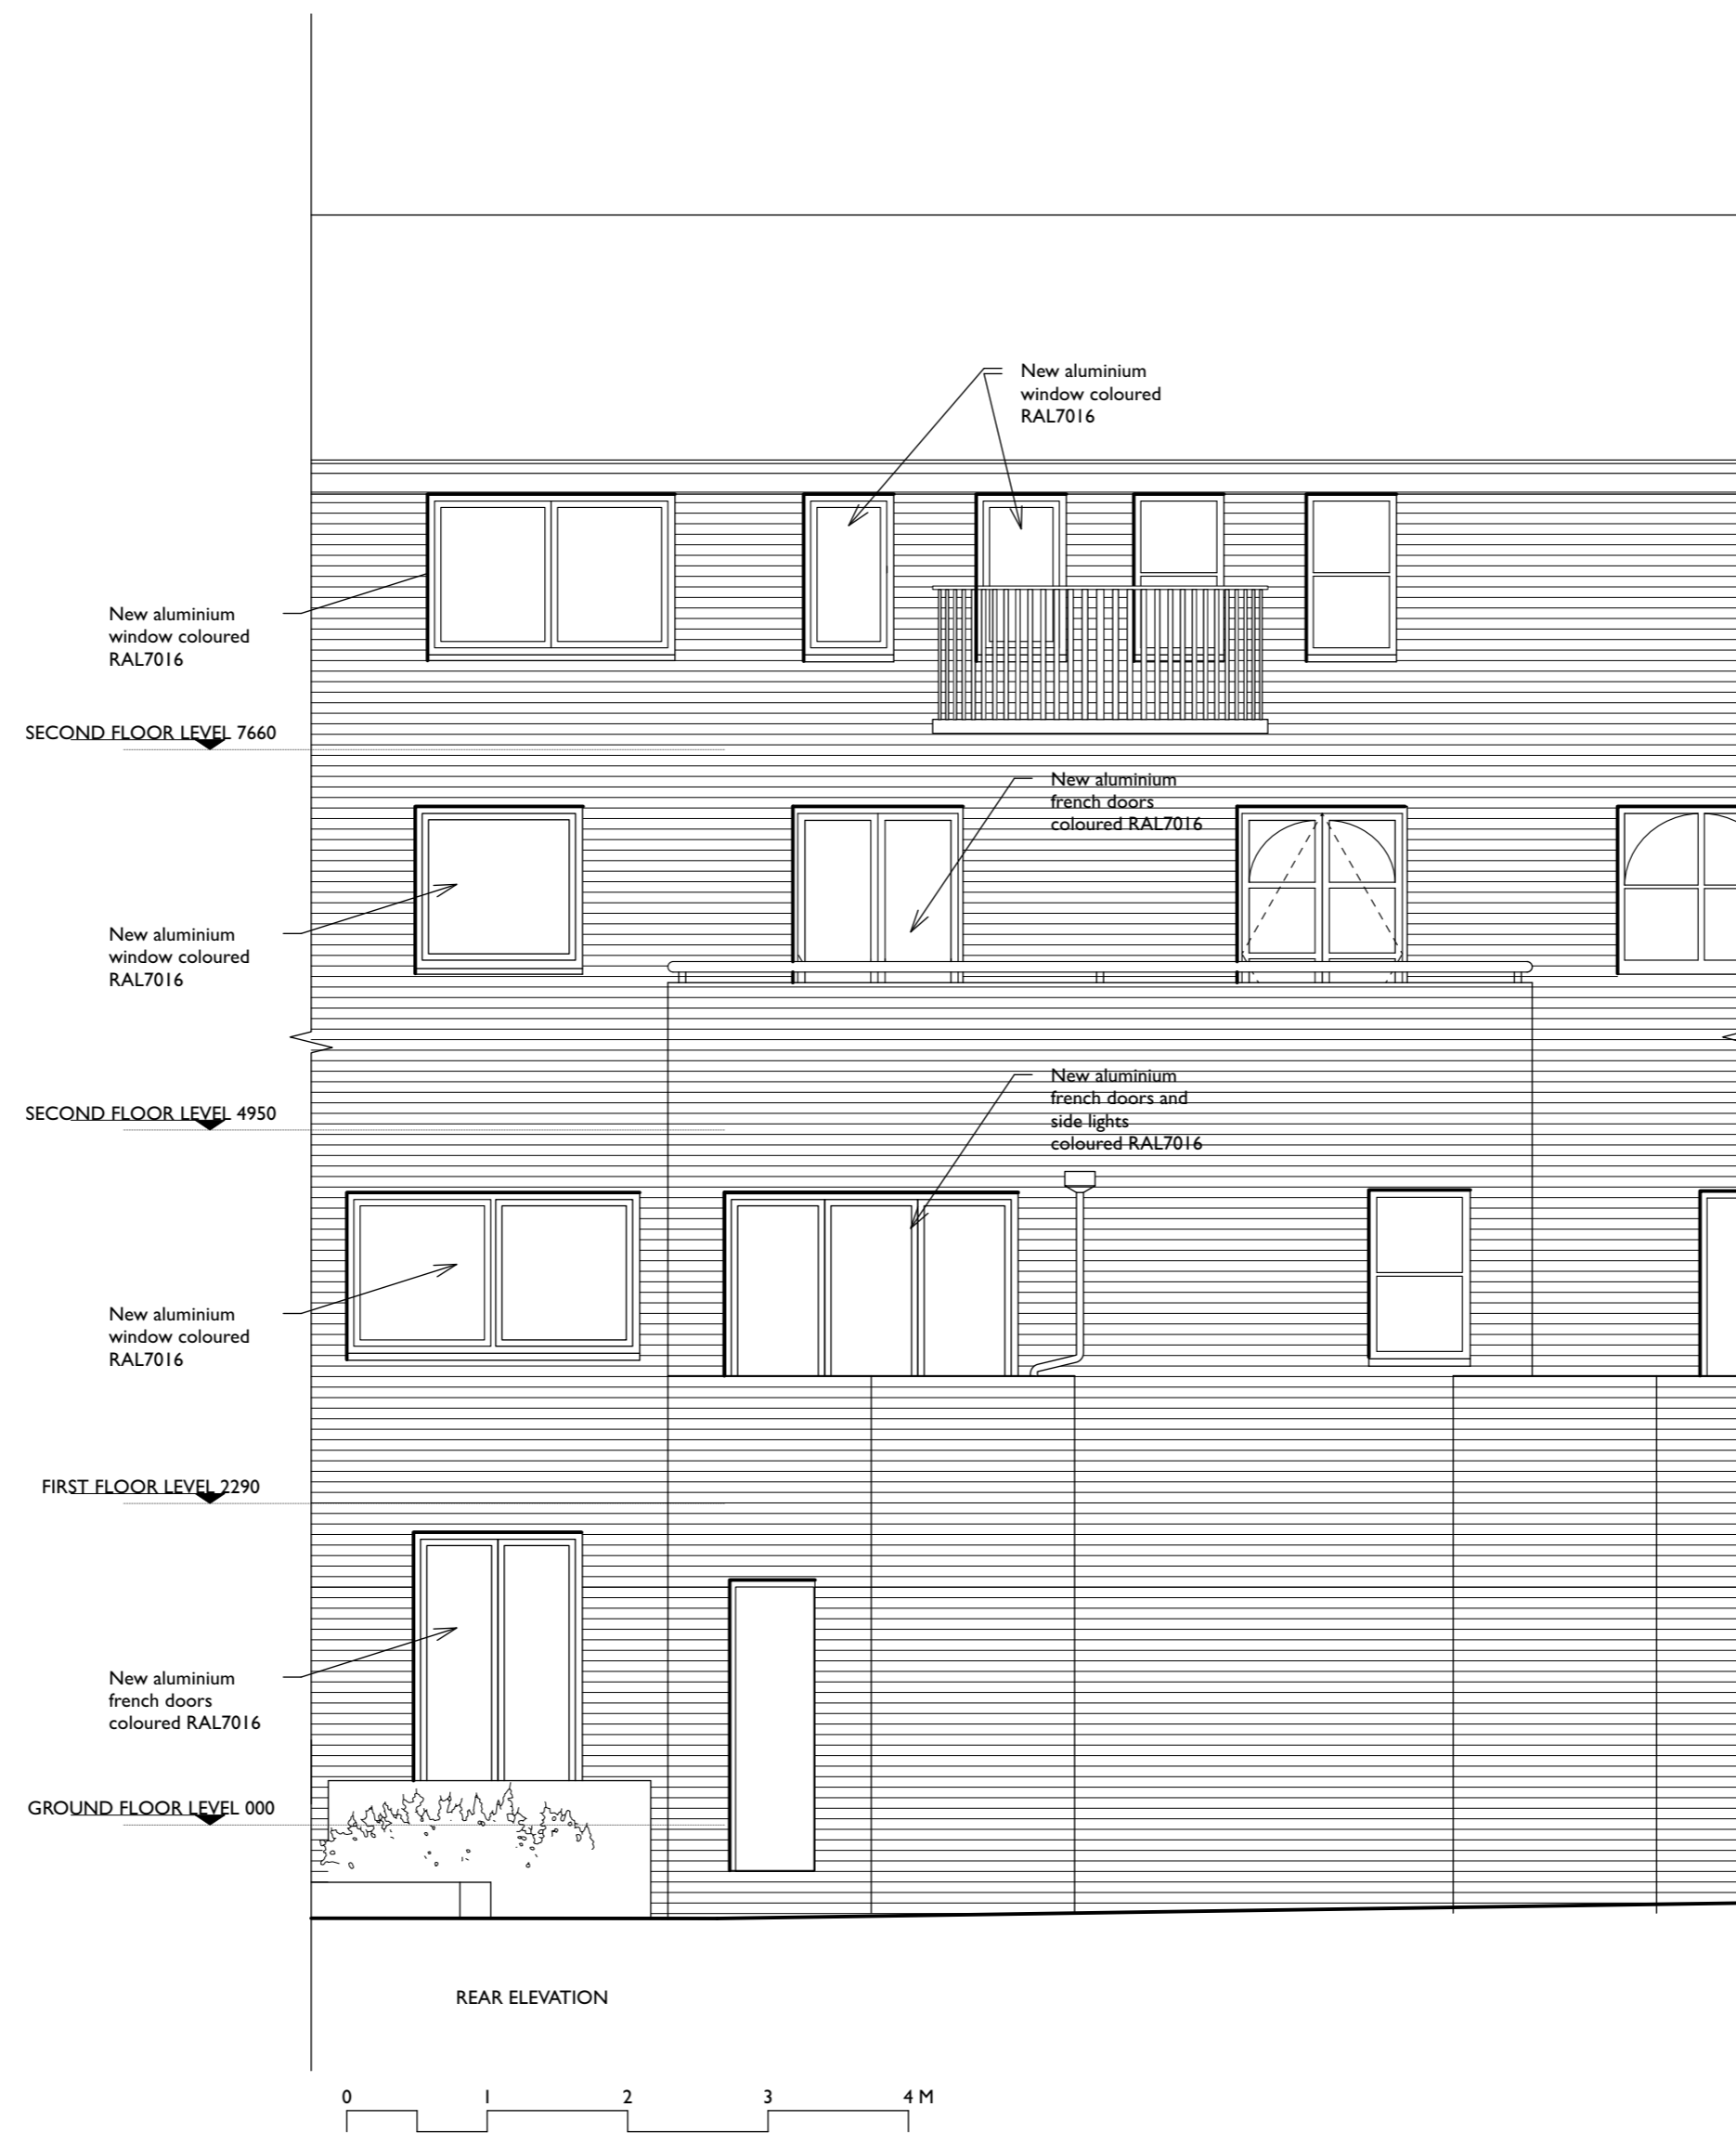 New aluminium
window coloured
RAL7016
New aluminium
window coloured
RAL7016
SECOND FLOOR LEVEL 7660
New aluminium
french doors
coloured RAL7016
New aluminium
window coloured
RAL7016
SECOND FLOOR LEVEL 4950
New aluminium
french doors and
side lights
coloured RAL7016
New aluminium
window coloured
RAL7016
FIRST FLOOR LEVEL 2290
New aluminium
french doors
coloured RAL7016
GROUND FLOOR LEVEL 000
REAR ELEVATION
0 1 2 3 4 M